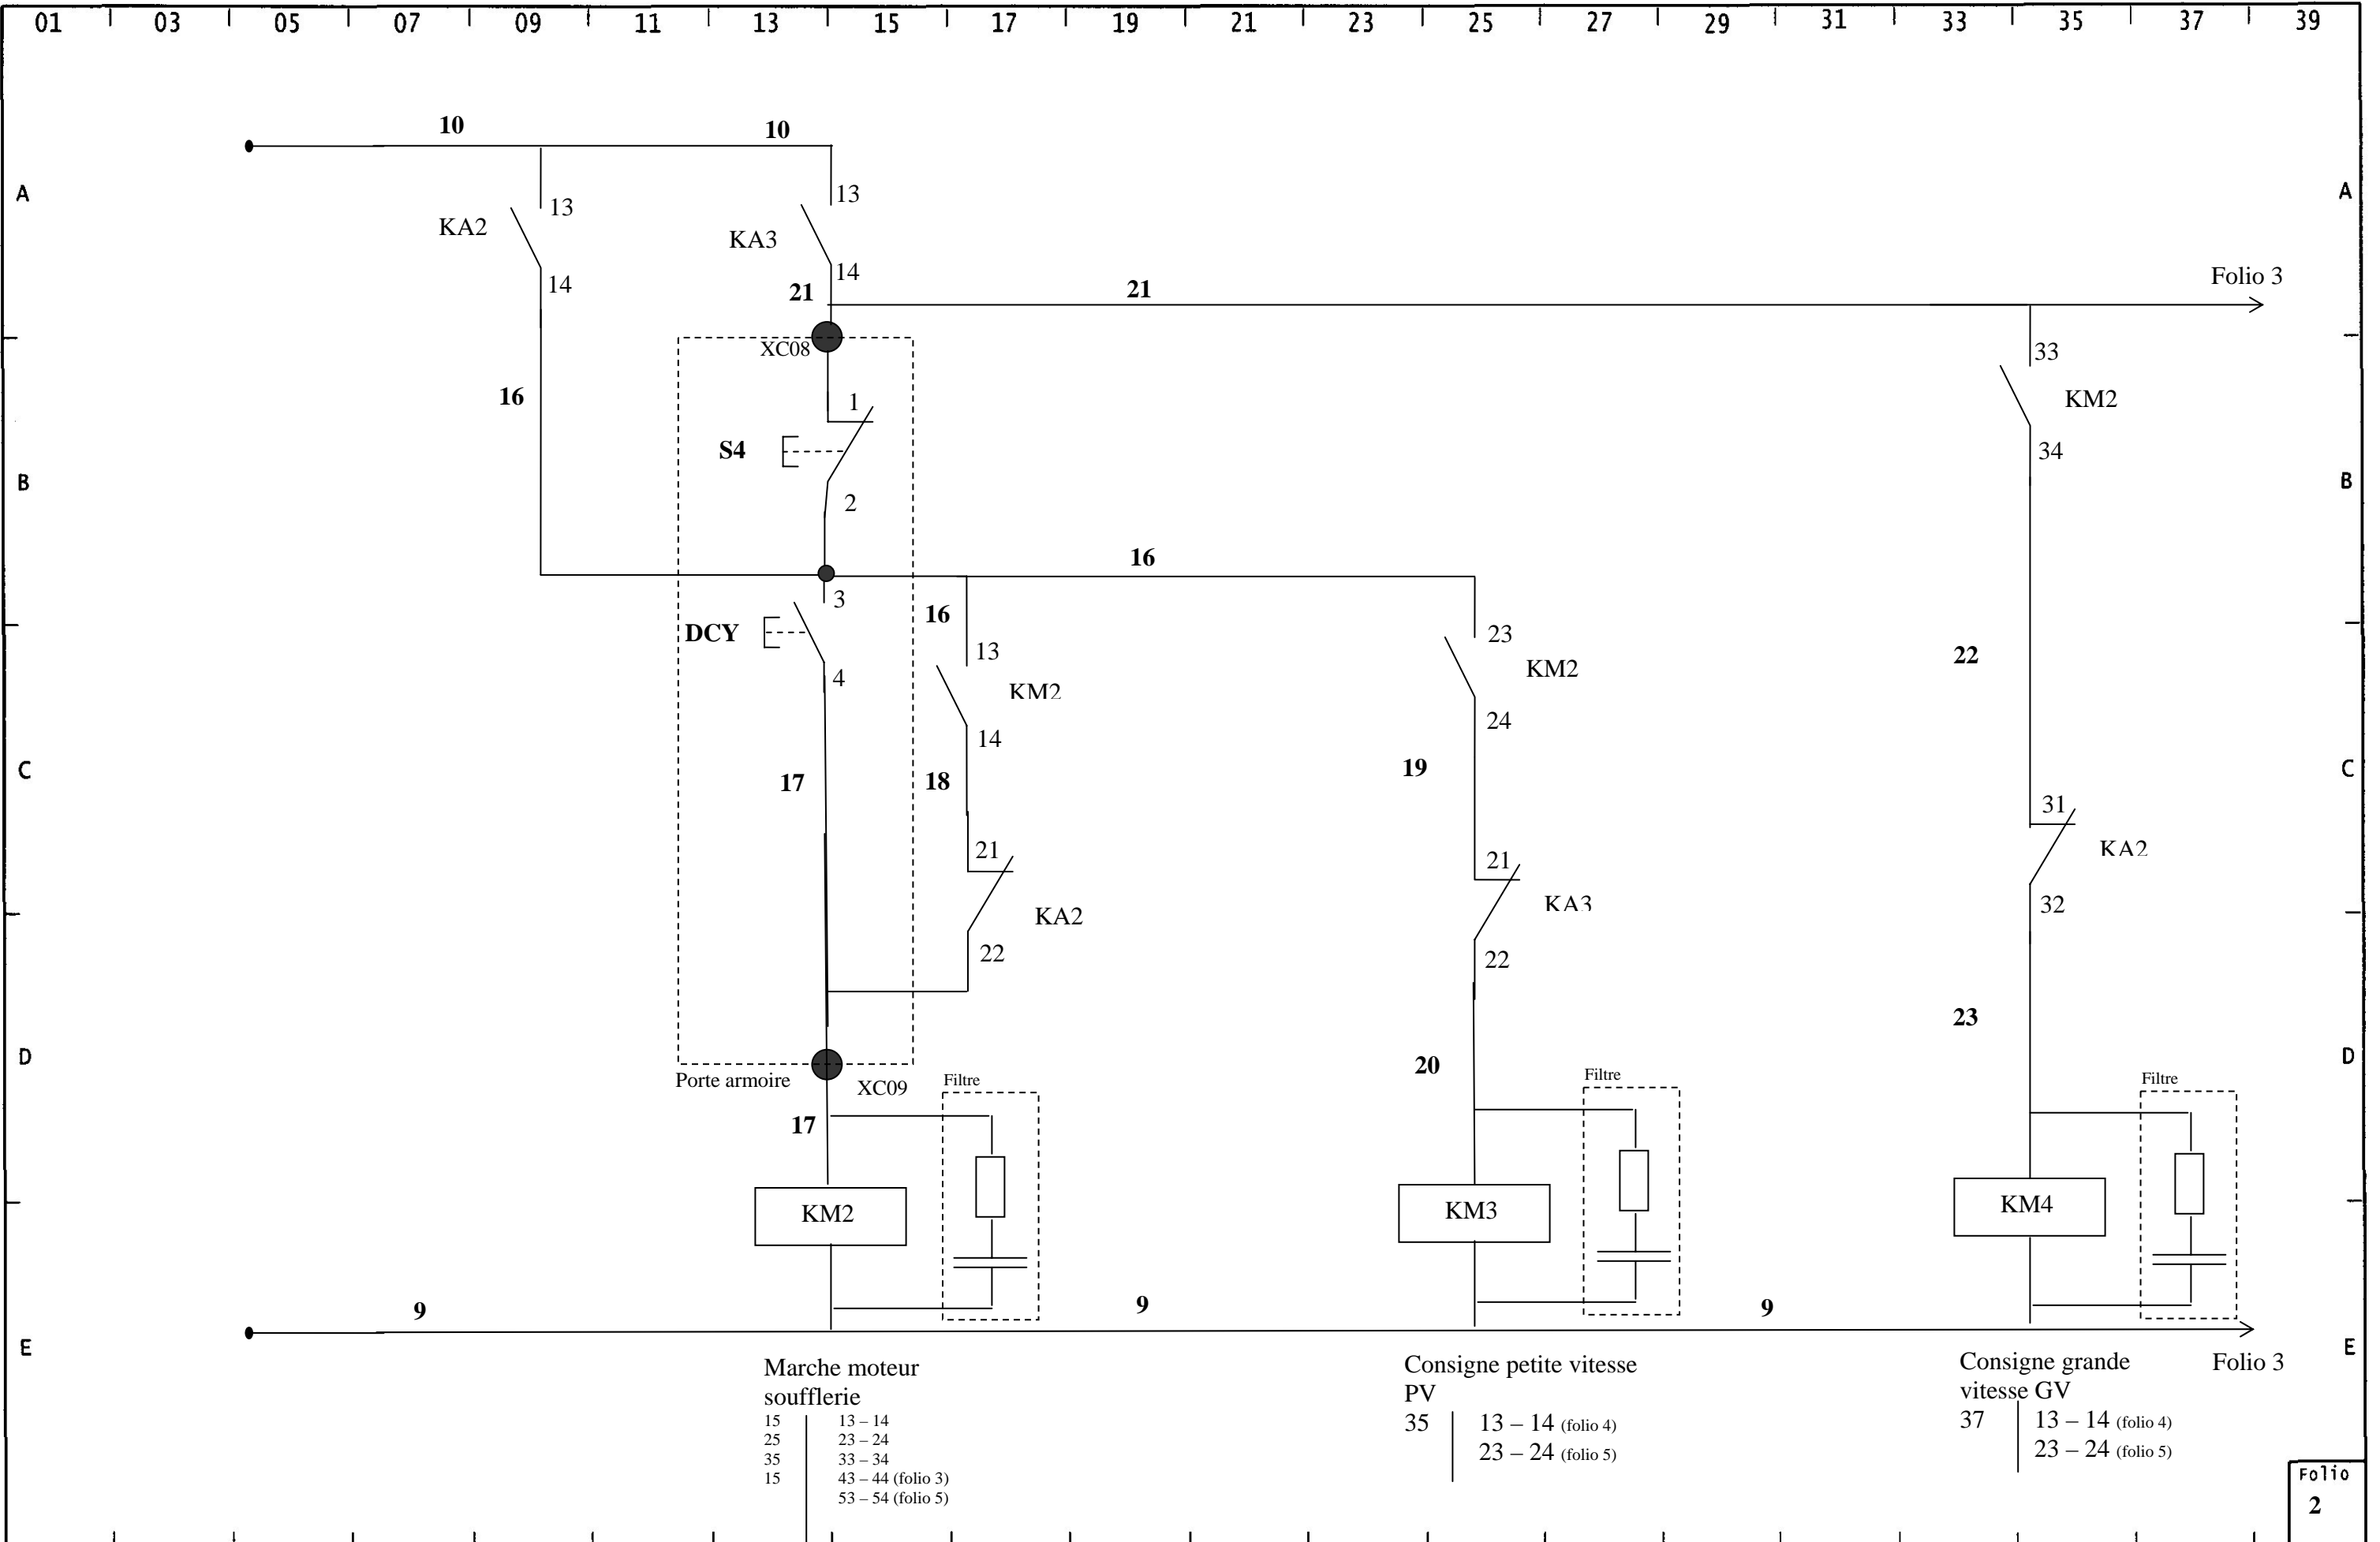 01 03 05 07 09 11 13 15 17 19 21 23 25 27 29 31 33 35 37 39
10 10
A 13 13 A
KA2 KA3
14 14
21 21 Folio 3
XC08 33
16 1 KM2
S4 34
B 2 B
16
3 16
DCY 13 23
4 KM2 KM2 22
14 24
C 17 18 19 C
21 21 31
KA2 KA3 KA2
22 22 32
23
D 20 D
Porte armoire XC09 Filtre Filtre Filtre
17
KM2 KM3 KM4
9 9 9
E E
Marche moteur
soufflerie
15 13 – 14
25 23 – 24
35 33 – 34
15 43 – 44 (folio 3)
53 – 54 (folio 5)
Consigne petite vitesse
PV
35 13 – 14 (folio 4)
23 – 24 (folio 5)
Consigne grande
vitesse GV
37 13 – 14 (folio 4)
23 – 24 (folio 5)
Folio 3
Folio
2